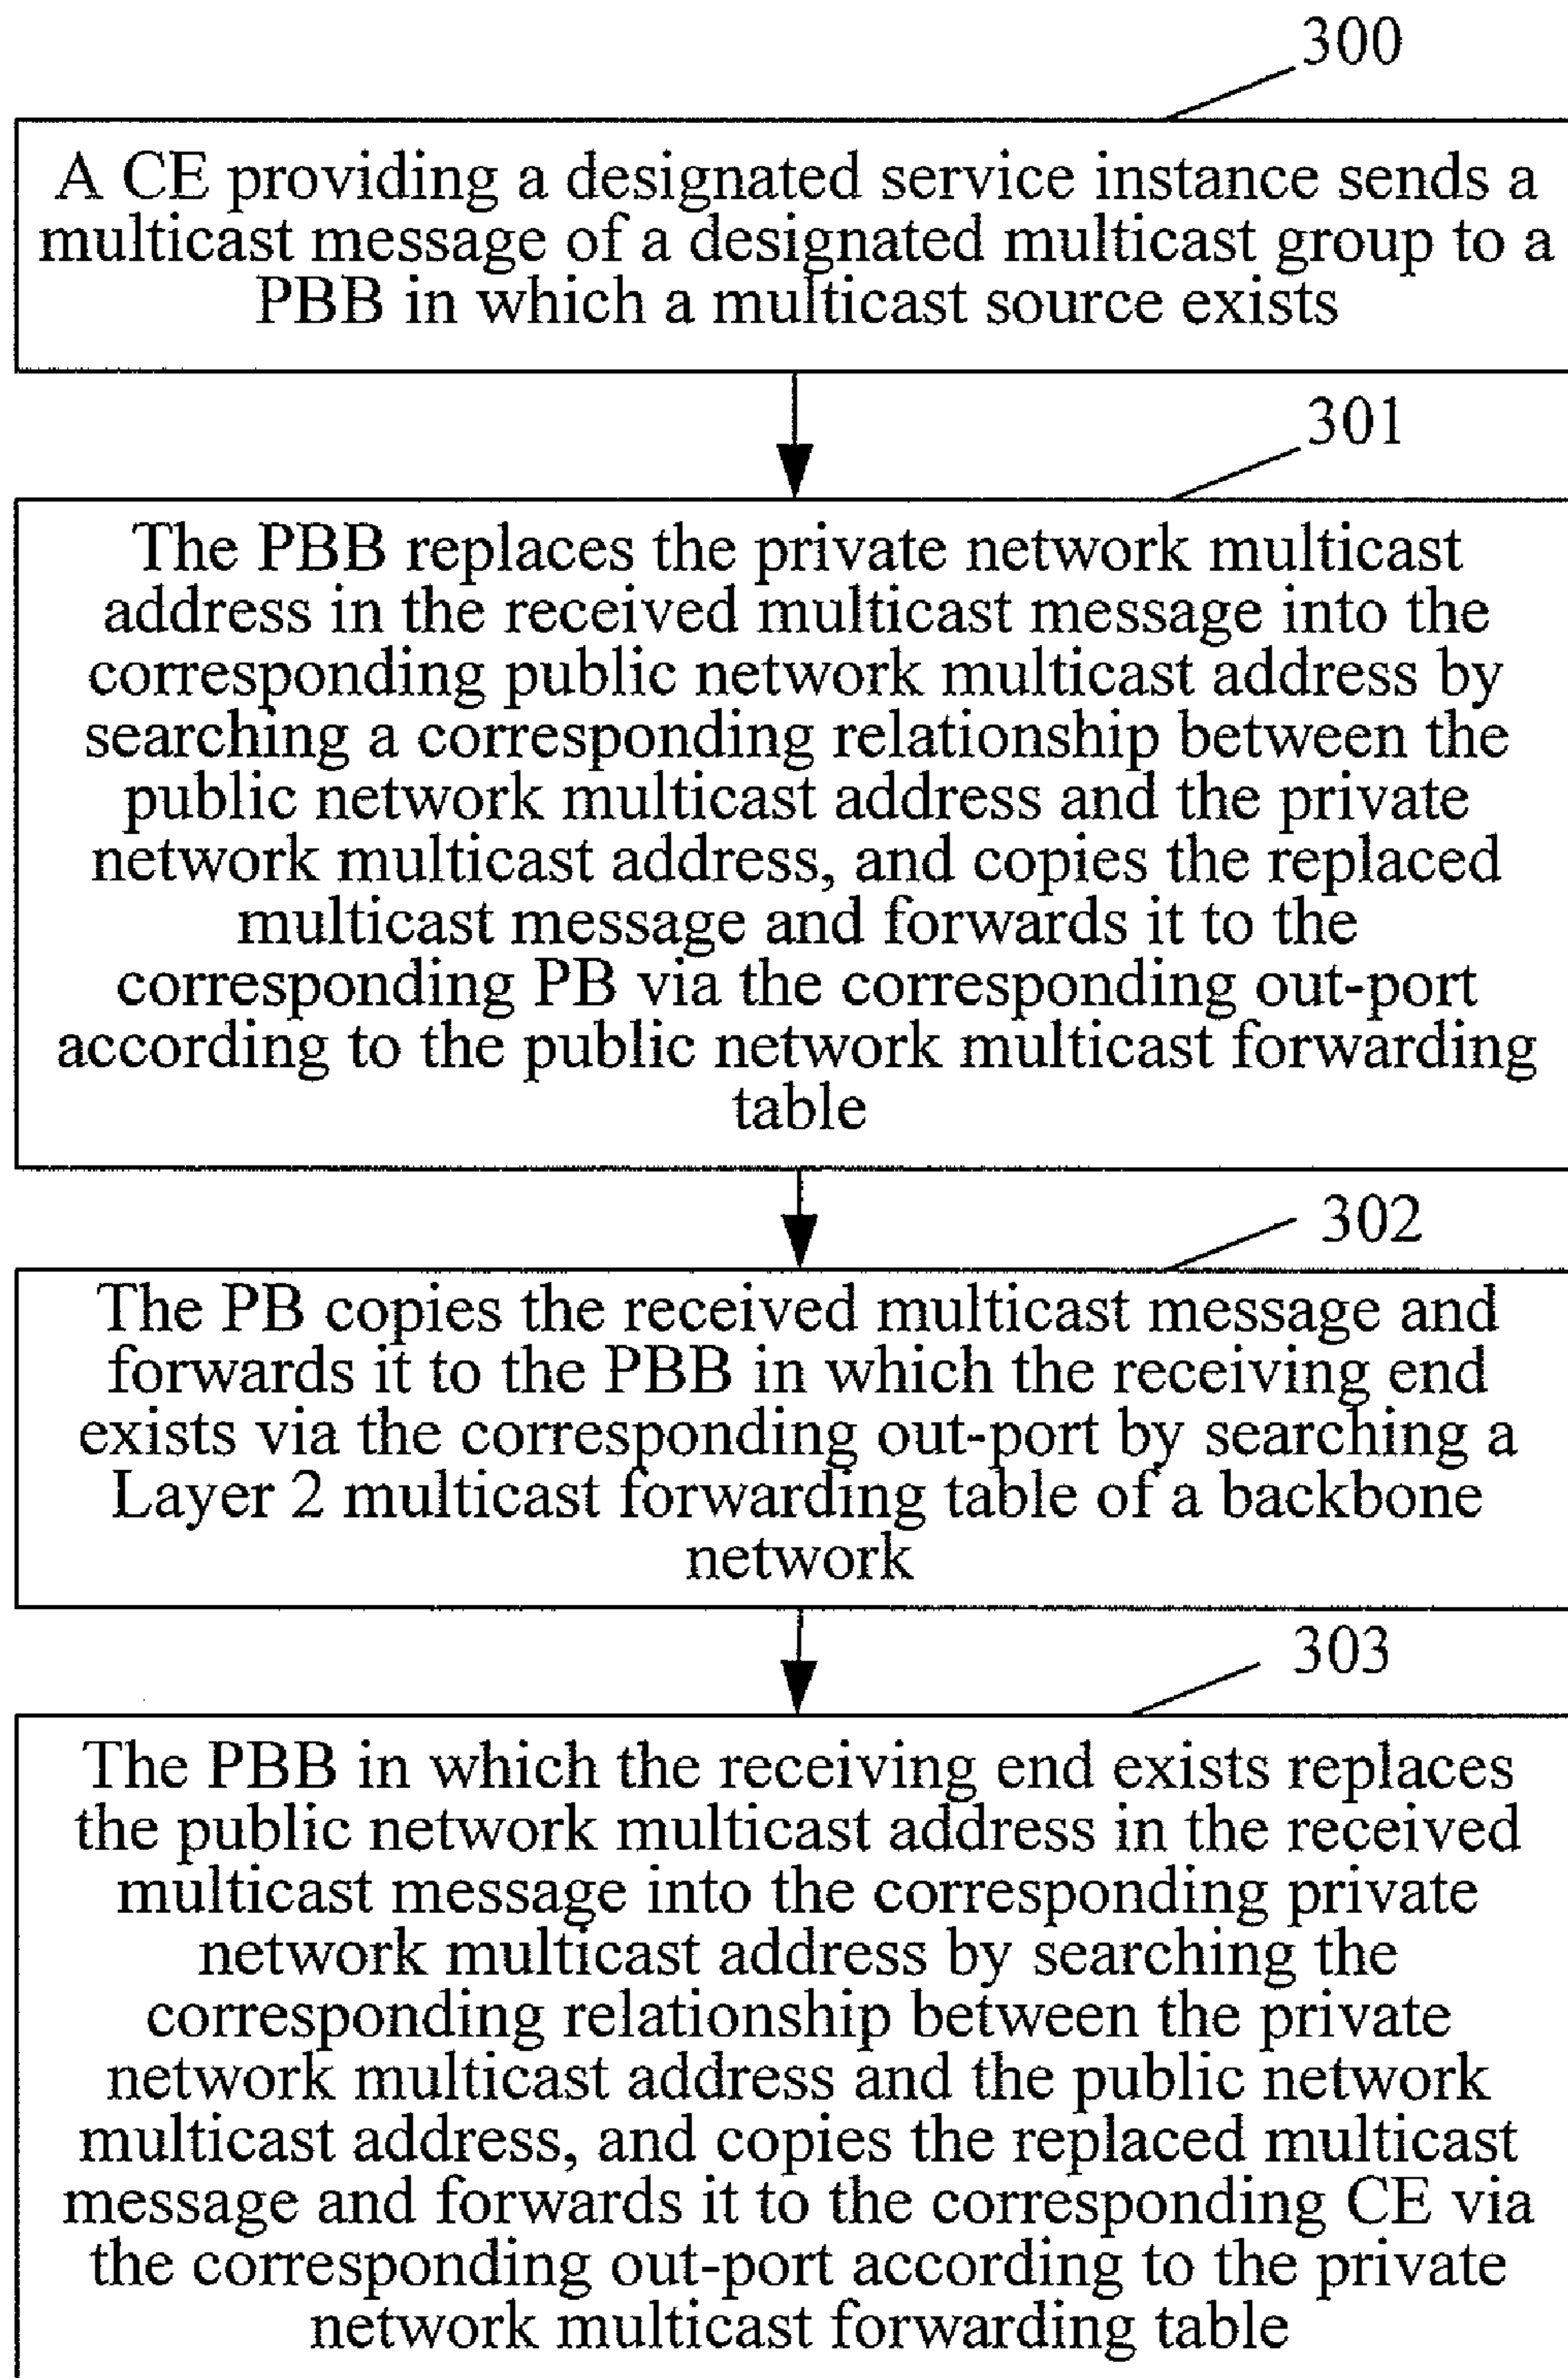 300
A CE providing a designated service instance sends a
multicast message of a designated multicast group to a
PBB in which a multicast source exists
301
The PBB replaces the private network multicast
address in the received multicast message into the
corresponding public network multicast address by
searching a corresponding relationship between the
public network multicast address and the private
network multicast address, and copies the replaced
multicast message and forwards it to the
corresponding PB via the corresponding out-port
according to the public network multicast forwarding
table
302
The PB copies the received multicast message and
forwards it to the PBB in which the receiving end
exists via the corresponding out-port by searching a
Layer 2 multicast forwarding table of a backbone
network
303
The PBB in which the receiving end exists replaces
the public network multicast address in the received
multicast message into the corresponding private
network multicast address by searching the
corresponding relationship between the private
network multicast address and the public network
multicast address, and copies the replaced multicast
message and forwards it to the corresponding CE via
the corresponding out-port according to the private
network multicast forwarding table